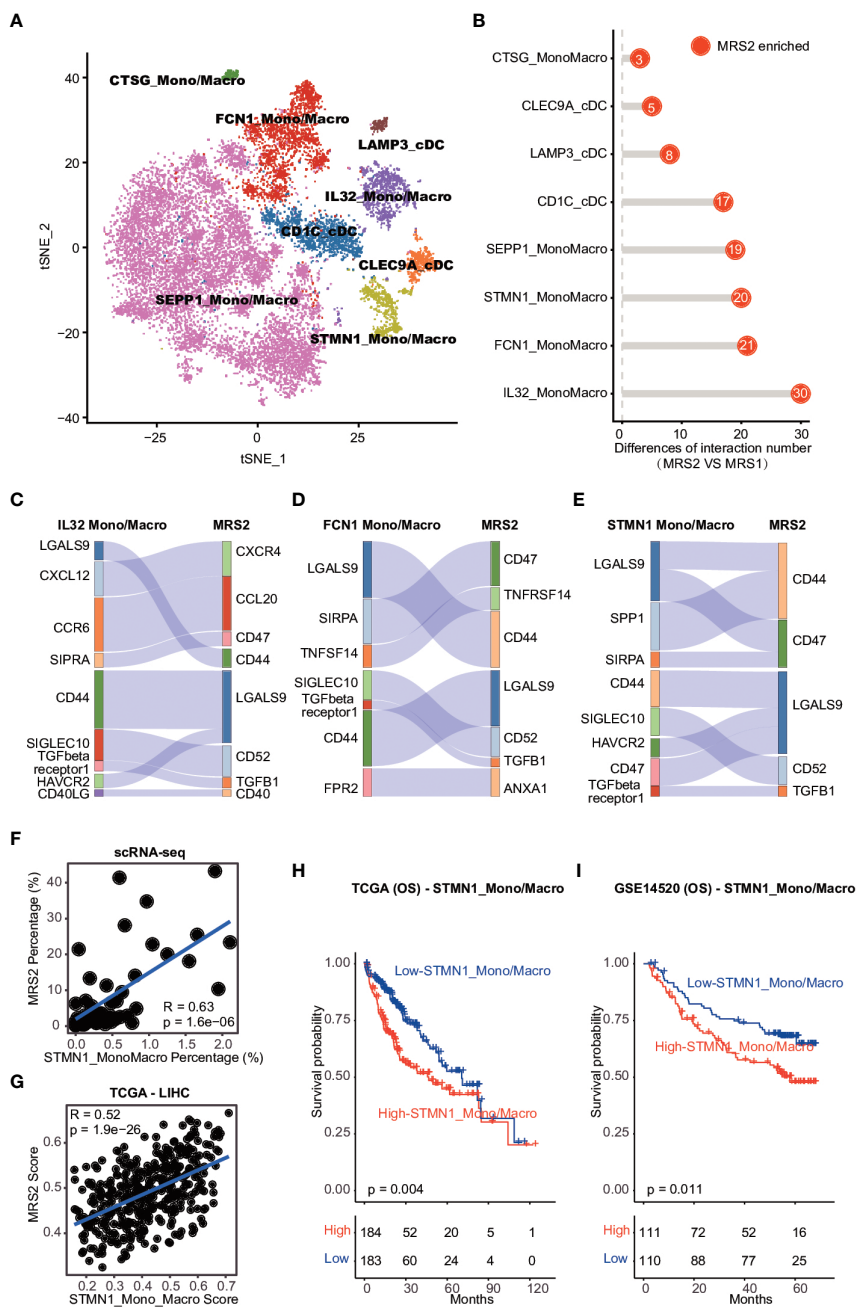 A
40
20
0
−20
−40
tSNE_2
−25
0
25
tSNE_1
CTSG_Mono/Macro
FCN1_Mono/Macro
LAMP3_cDC
IL32_Mono/Macro
CD1C_cDC
CLEC9A_cDC
SEPP1_Mono/Macro
STMN1_Mono/Macro
B
MRS2 enriched
CTSG_MonoMacro
3
CLEC9A_cDC
5
LAMP3_cDC
8
CD1C_cDC
17
SEPP1_MonoMacro
19
STMN1_MonoMacro
20
FCN1_MonoMacro
21
IL32_MonoMacro
30
0
10
20
30
Differences of interaction number
(MRS2 VS MRS1)
C
IL32 Mono/Macro
MRS2
LGALS9
CXCL12
CCR6
SIPRA
CD44
SIGLEC10
TGFbeta
receptor1
HAVCR2
CD40LG
CXCR4
CCL20
CD47
CD44
LGALS9
CD52
TGFB1
CD40
D
FCN1 Mono/Macro
MRS2
LGALS9
SIRPA
TNFSF14
SIGLEC10
TGFbeta
receptor1
CD44
FPR2
CD47
TNFRSF14
CD44
LGALS9
CD52
TGFB1
ANXA1
E
STMN1 Mono/Macro
MRS2
LGALS9
SPP1
SIRPA
CD44
SIGLEC10
HAVCR2
CD47
TGFbeta
receptor1
CD44
CD47
LGALS9
CD52
TGFB1
F
scRNA-seq
40
30
20
10
0
MRS2 Percentage (%)
R = 0.63
p = 1.6e−06
0.0
0.5
1.0
1.5
2.0
STMN1_MonoMacro Percentage (%)
G
TCGA - LIHC
R = 0.52
p = 1.9e−26
0.6
0.5
0.4
MRS2 Score
0.2
0.3
0.4
0.5
0.6
0.7
STMN1_Mono_Macro Score
H
TCGA (OS) - STMN1_Mono/Macro
1.00
0.75
0.50
0.25
0.00
Survival probability
Low-STMN1_Mono/Macro
High-STMN1_Mono/Macro
p = 0.004
High 184 52 20 5 1
Low 183 60 24 4 0
0 30 60 90 120
Months
I
GSE14520 (OS) - STMN1_Mono/Macro
1.00
0.75
0.50
0.25
0.00
Survival probability
Low-STMN1_Mono/Macro
High-STMN1_Mono/Macro
p = 0.011
High 111 72 52 16
Low 110 88 77 25
0 20 40 60
Months